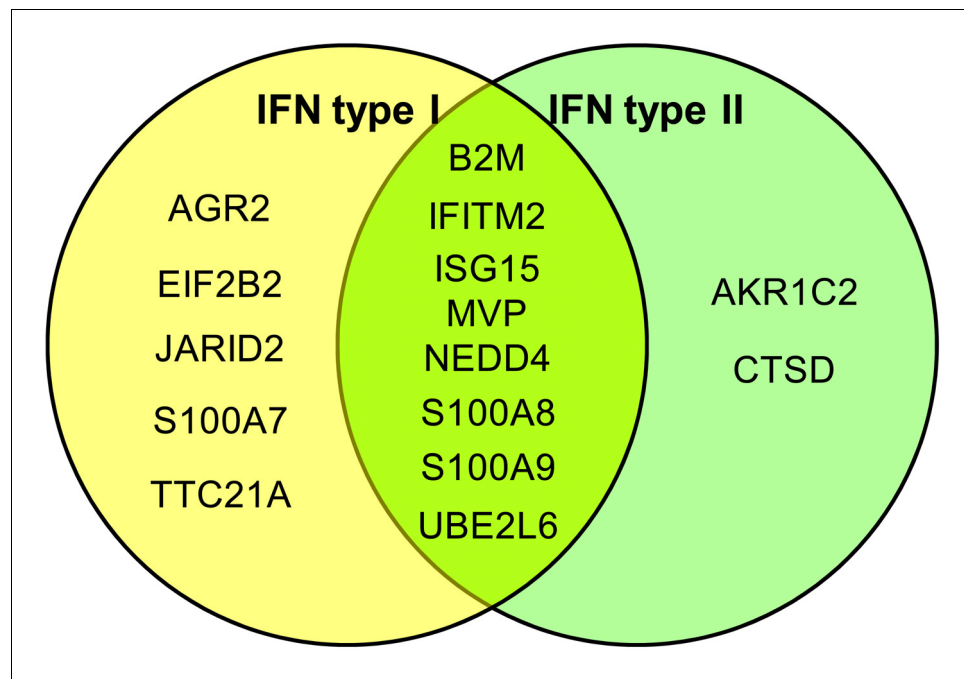 IFN type I
IFN type II
AGR2
EIF2B2
JARID2
S100A7
TTC21A
B2M
IFITM2
ISG15
MVP
NEDD4
S100A8
S100A9
UBE2L6
AKR1C2
CTSD